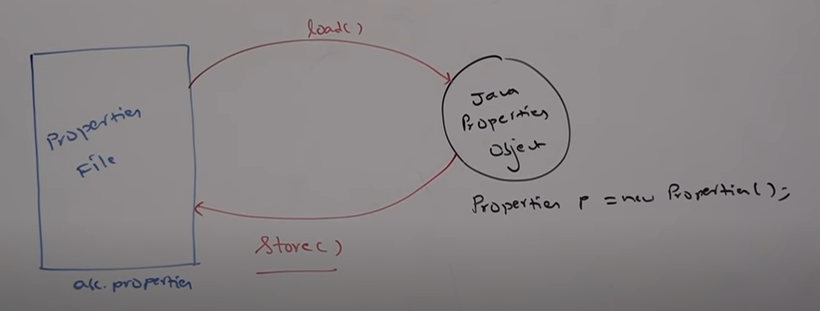 load()
Properties
File
Java
Properties
Object
Properties p = new Properties();
Store()
abc.properties